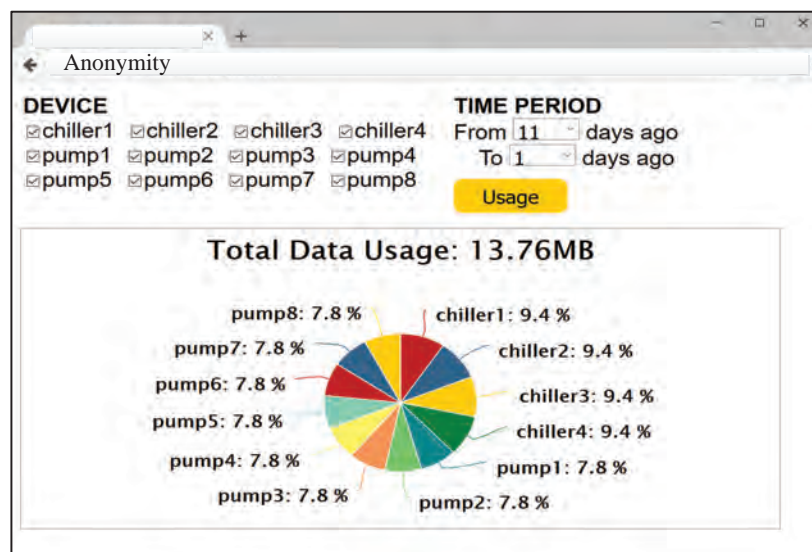 Anonymity
DEVICE
chiller1 chiller2 chiller3 chiller4
pump1 pump2 pump3 pump4
pump5 pump6 pump7 pump8
TIME PERIOD
From 11 days ago
To 1 days ago
Usage
Total Data Usage: 13.76MB
pump8: 7.8 %
chiller1: 9.4 %
pump7: 7.8 %
chiller2: 9.4 %
pump6: 7.8 %
chiller3: 9.4 %
pump5: 7.8 %
chiller4: 9.4 %
pump4: 7.8 %
pump1: 7.8 %
pump3: 7.8 %
pump2: 7.8 %